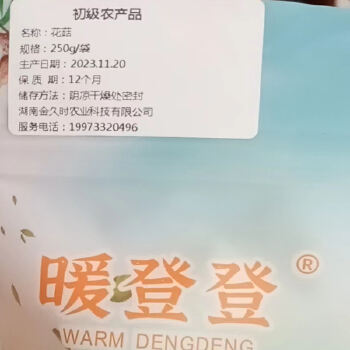 初级农产品
名称：花菇
规格：250g/袋
生产日期：2023.11.20
保 质 期：12个月
储存方法：阴凉干燥处密封
湖南金久时农业科技有限公司
服务电话：19973320496
暖登登®
WARM DENGDENG